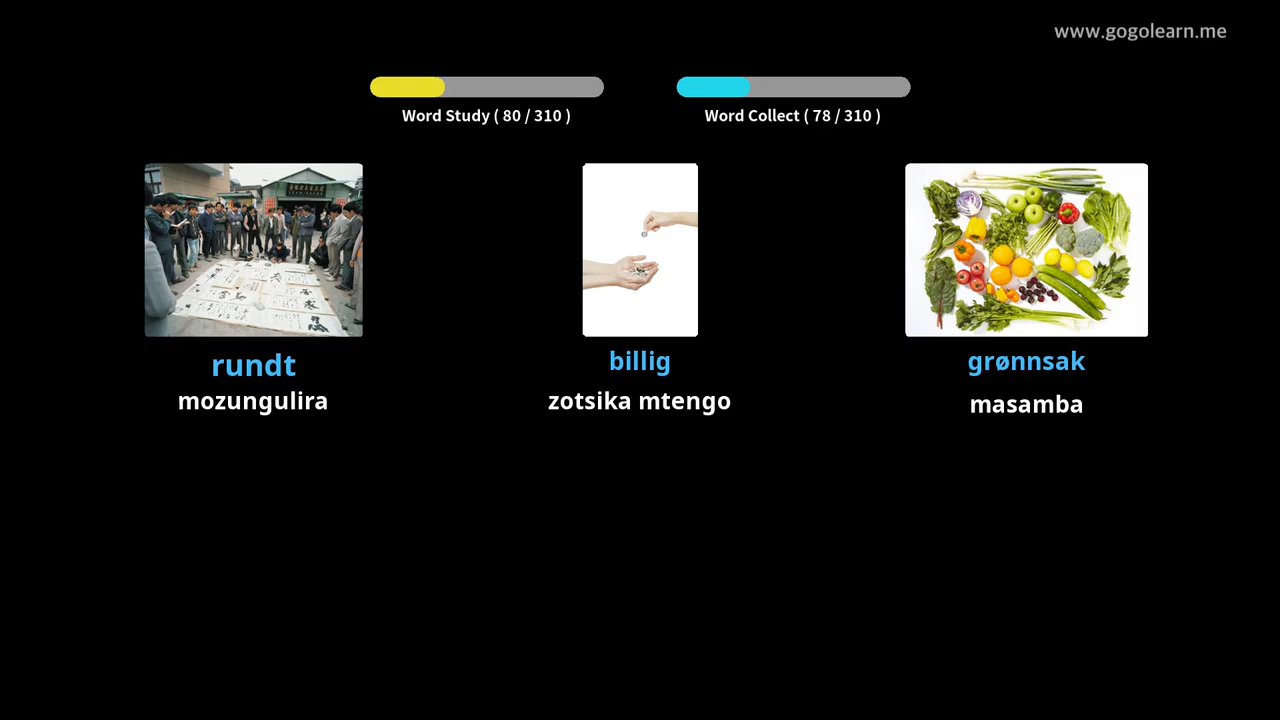 www.gogolearn.me
Word Study ( 80 / 310 )
Word Collect ( 78 / 310 )
rundt
mozungulira
billig
zotsika mtengo
grønnsak
masamba